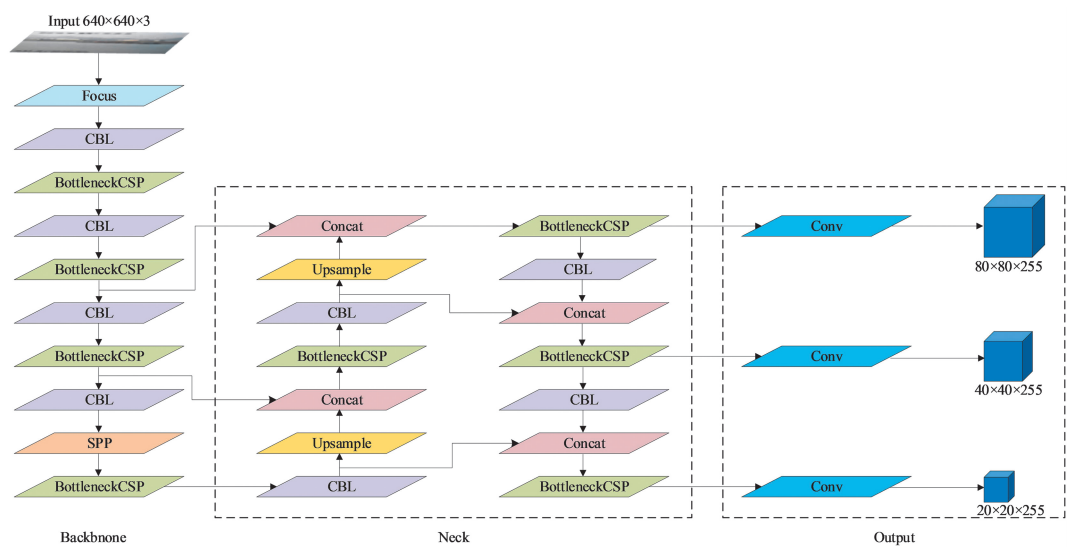 Input 640×640×3
Focus
CBL
BottleneckCSP
CBL
BottleneckCSP
CBL
BottleneckCSP
CBL
SPP
BottleneckCSP
Backbnone
Concat
Upsample
CBL
BottleneckCSP
Concat
Upsample
CBL
BottleneckCSP
CBL
Concat
BottleneckCSP
CBL
Concat
BottleneckCSP
Neck
Conv
80×80×255
Conv
40×40×255
Conv
20×20×255
Output